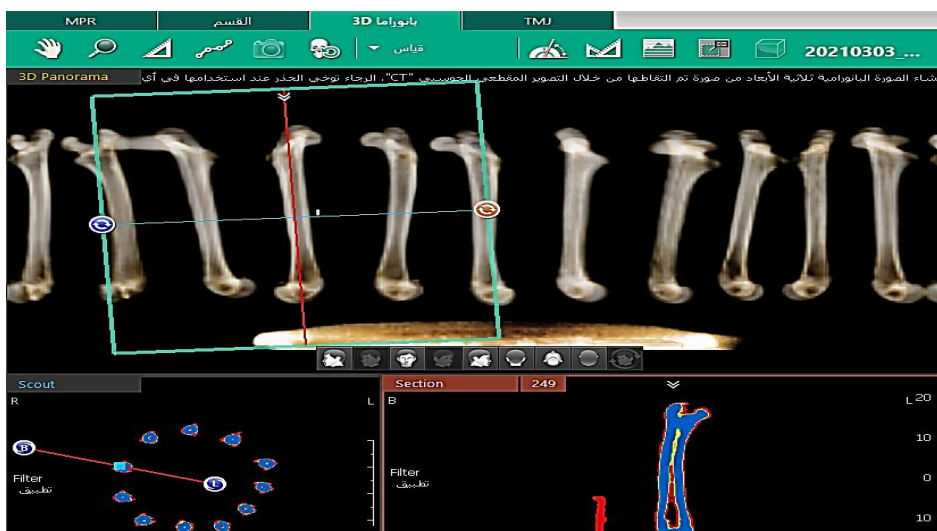 MPR القسم بانوراما 3D TMJ
قياس 20210303_...
3D Panorama شاء الصورة البانورامية ثلاثية الأبعاد من صورة تم التقاطها من خلال التصوير المقطعي الحوسبي "CT". الرجاء توخي الحذر عند استخدامها في أي
Scout Section 249
R L B L 20
10
Filter Filter 0
تطبيق تطبيق
10
B
L